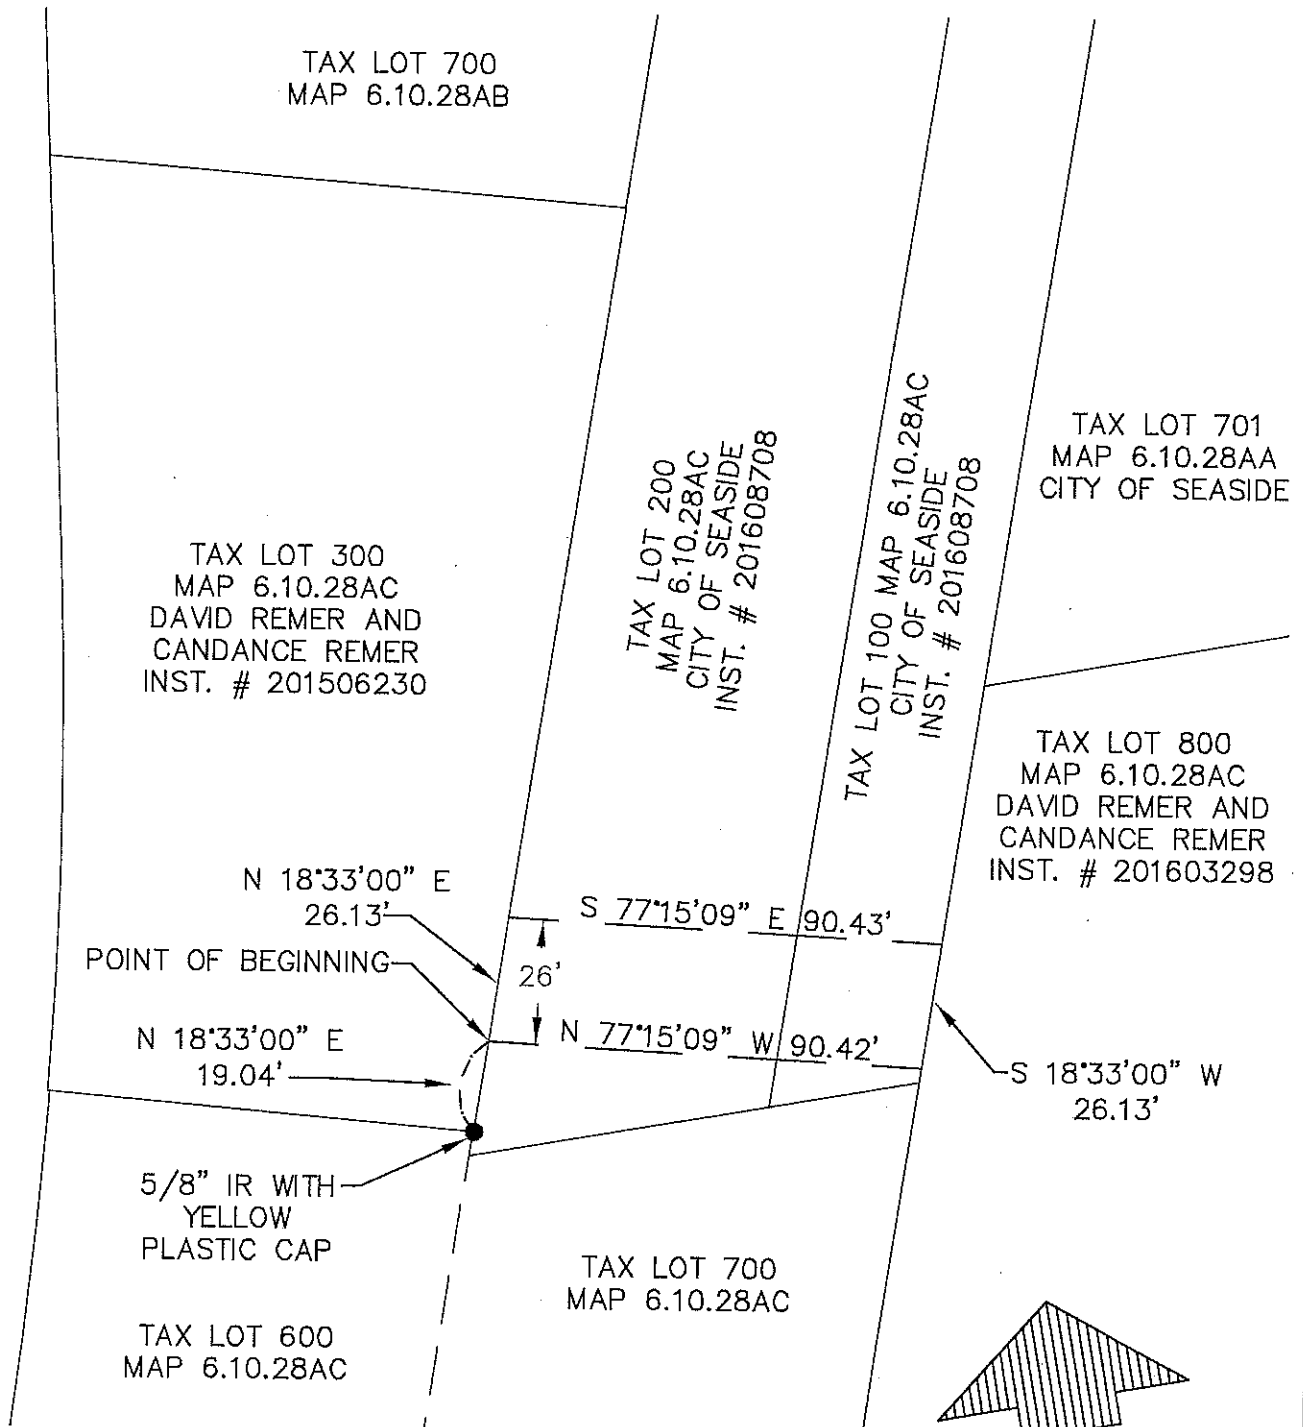 TAX LOT 700
MAP 6.10.28AB
TAX LOT 300
MAP 6.10.28AC
DAVID REMER AND
CANDANCE REMER
INST. # 201506230
TAX LOT 200
MAP 6.10.28AC
CITY OF SEASIDE
INST. # 201608708
TAX LOT 100 MAP 6.10.28AC
CITY OF SEASIDE
INST. # 201608708
TAX LOT 701
MAP 6.10.28AA
CITY OF SEASIDE
TAX LOT 800
MAP 6.10.28AC
DAVID REMER AND
CANDANCE REMER
INST. # 201603298
N 18°33'00" E
26.13'
S 77°15'09" E 90.43'
POINT OF BEGINNING
26'
N 18°33'00" E
19.04'
N 77°15'09" W 90.42'
S 18°33'00" W
26.13'
5/8" IR WITH
YELLOW
PLASTIC CAP
TAX LOT 700
MAP 6.10.28AC
TAX LOT 600
MAP 6.10.28AC